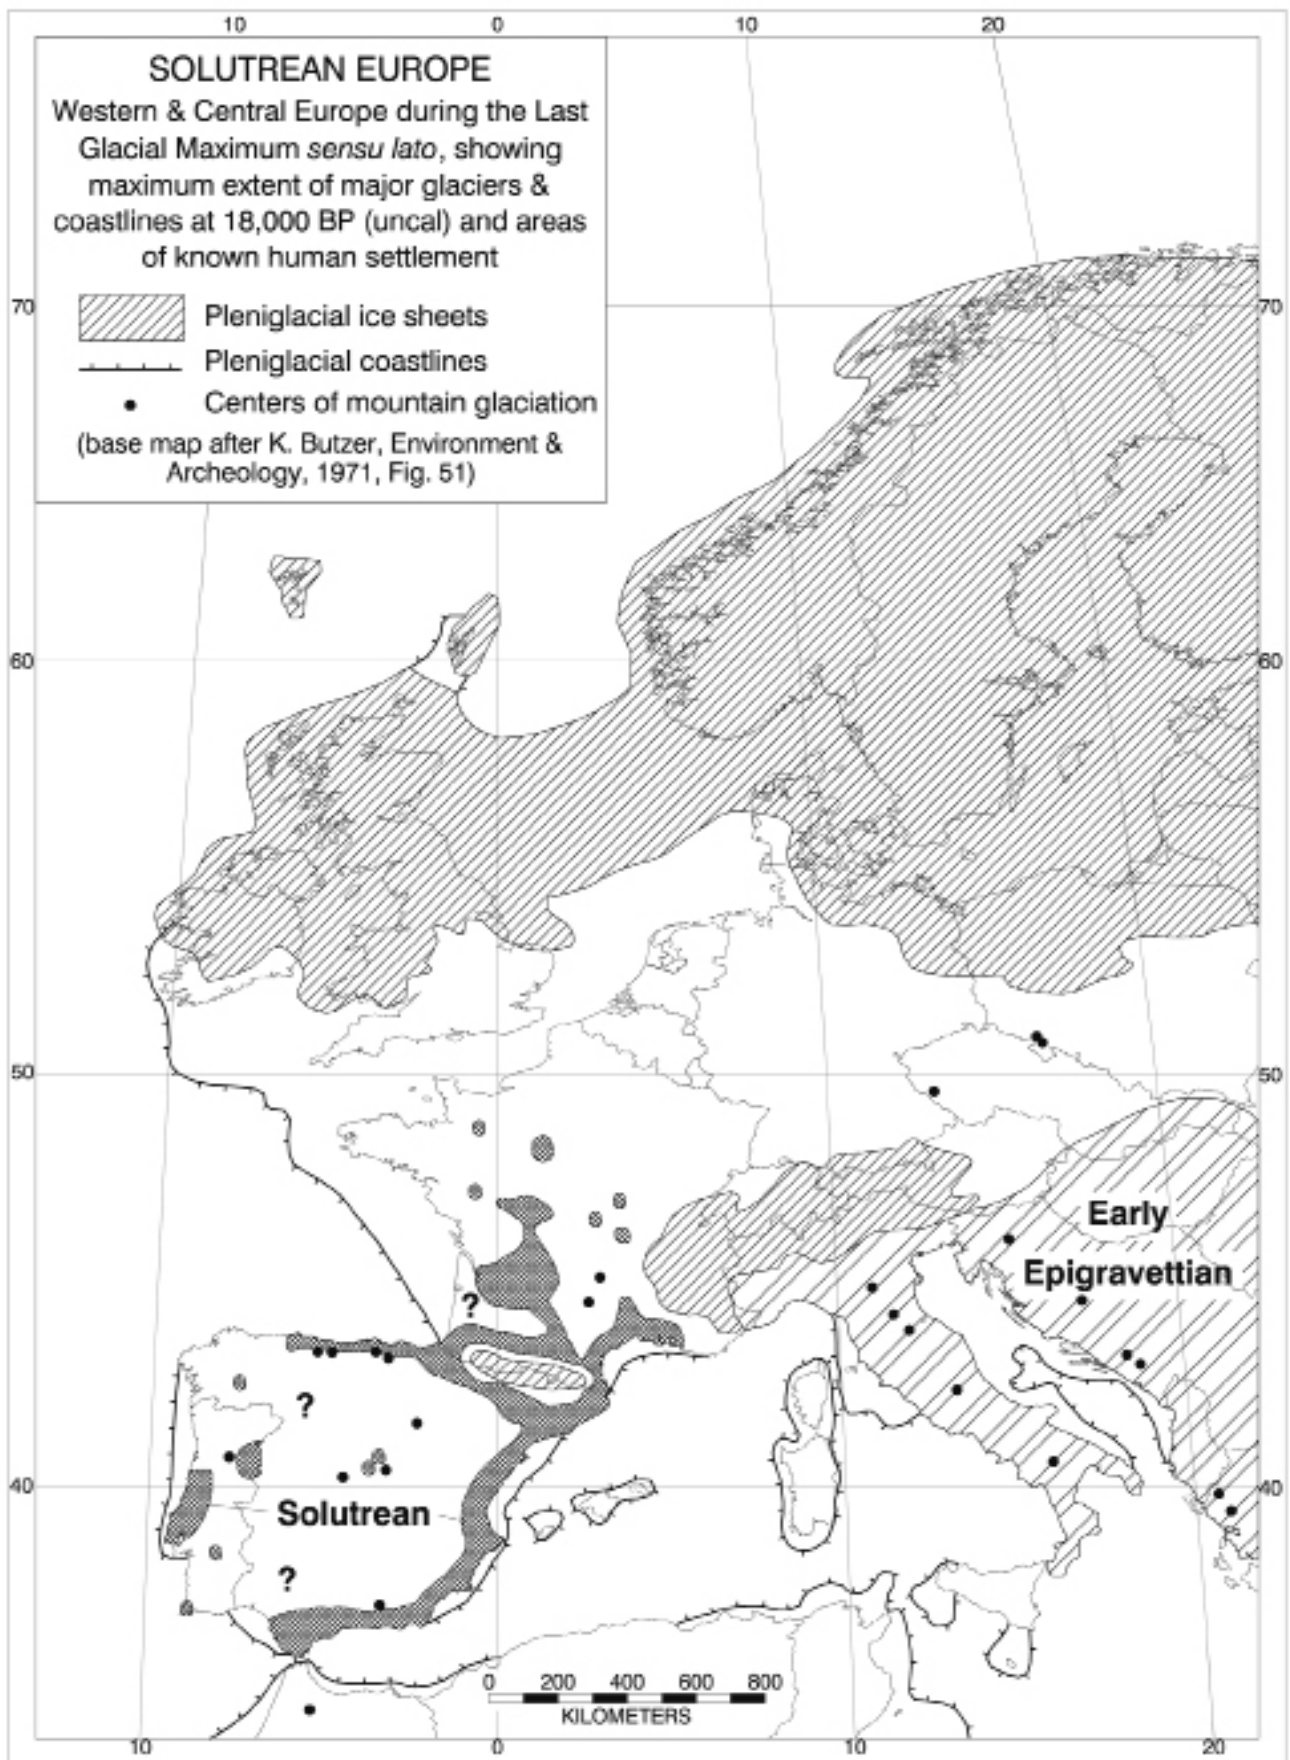 10 0 10 20
SOLUTREAN EUROPE
Western & Central Europe during the Last
Glacial Maximum sensu lato, showing
maximum extent of major glaciers &
coastlines at 18,000 BP (uncal) and areas
of known human settlement
Pleniglacial ice sheets
Pleniglacial coastlines
Centers of mountain glaciation
(base map after K. Butzer, Environment &
Archeology, 1971, Fig. 51)
70 70
60 60
50 50
Early
Epigravettian
?
?
40 40
Solutrean
?
0 200 400 600 800
KILOMETERS
10 0 10 20